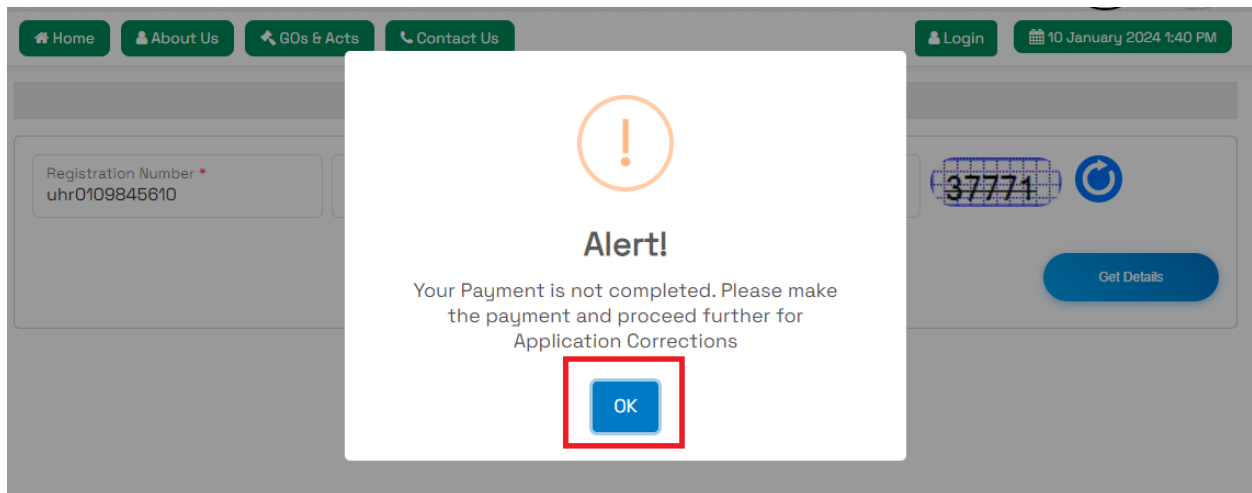 Home
About Us
GOs & Acts
Contact Us
Login
10 January 2024 1:40 PM
Registration Number *
uhr0109845610
37771
Get Details
!
Alert!
Your Payment is not completed. Please make
the payment and proceed further for
Application Corrections
OK